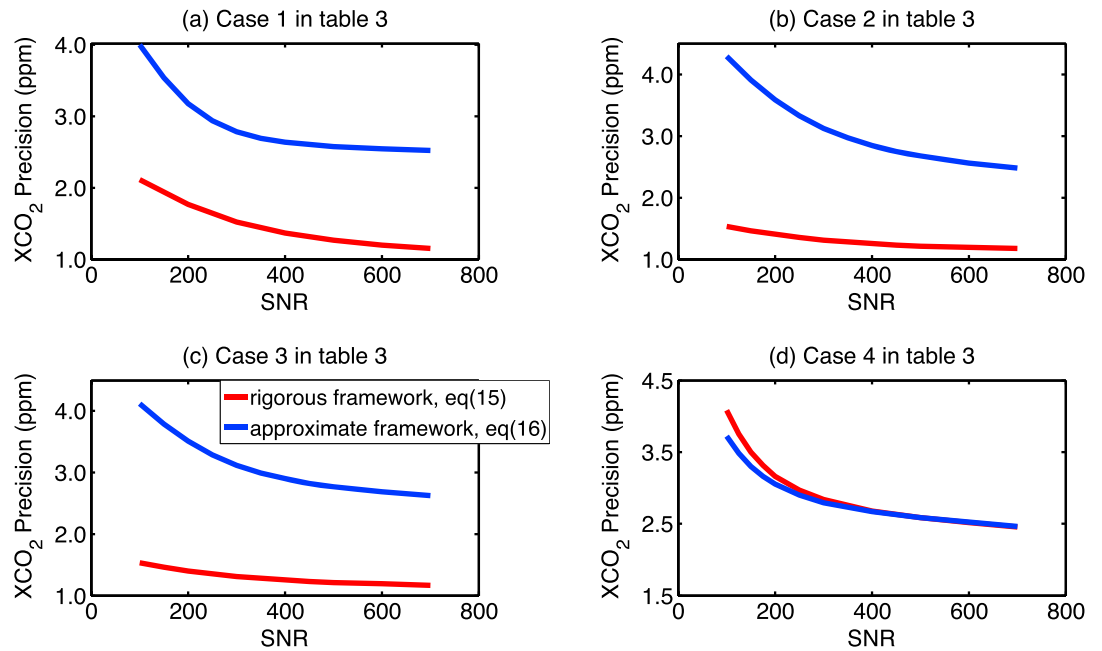 (a) Case 1 in table 3
XCO2 Precision (ppm)
4.0
3.0
2.0
1.0
0 200 400 600 800
SNR
(b) Case 2 in table 3
XCO2 Precision (ppm)
4.0
3.0
2.0
1.0
0 200 400 600 800
SNR
(c) Case 3 in table 3
XCO2 Precision (ppm)
4.0
3.0
2.0
1.0
0 200 400 600 800
SNR
rigorous framework, eq(15)
approximate framework, eq(16)
(d) Case 4 in table 3
XCO2 Precision (ppm)
4.5
3.5
2.5
1.5
0 200 400 600 800
SNR